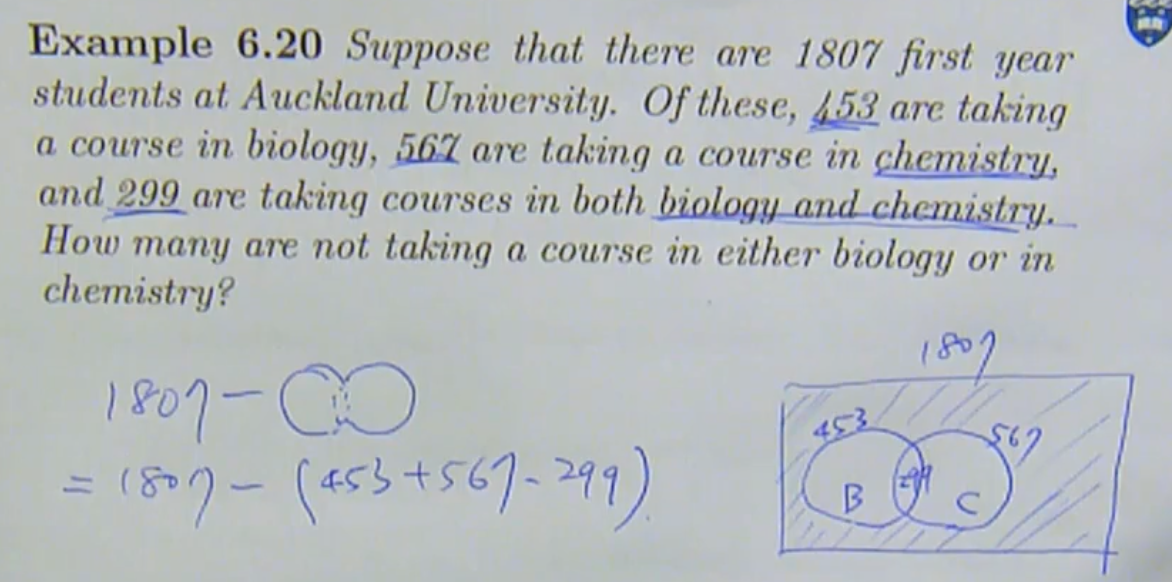 Example 6.20 Suppose that there are 1807 first year
students at Auckland University. Of these, 453 are taking
a course in biology, 567 are taking a course in chemistry,
and 299 are taking courses in both biology and chemistry.
How many are not taking a course in either biology or in
chemistry?
1807 -
= 1807 - (453 + 567 - 299)
1807
453 567
B 299 C